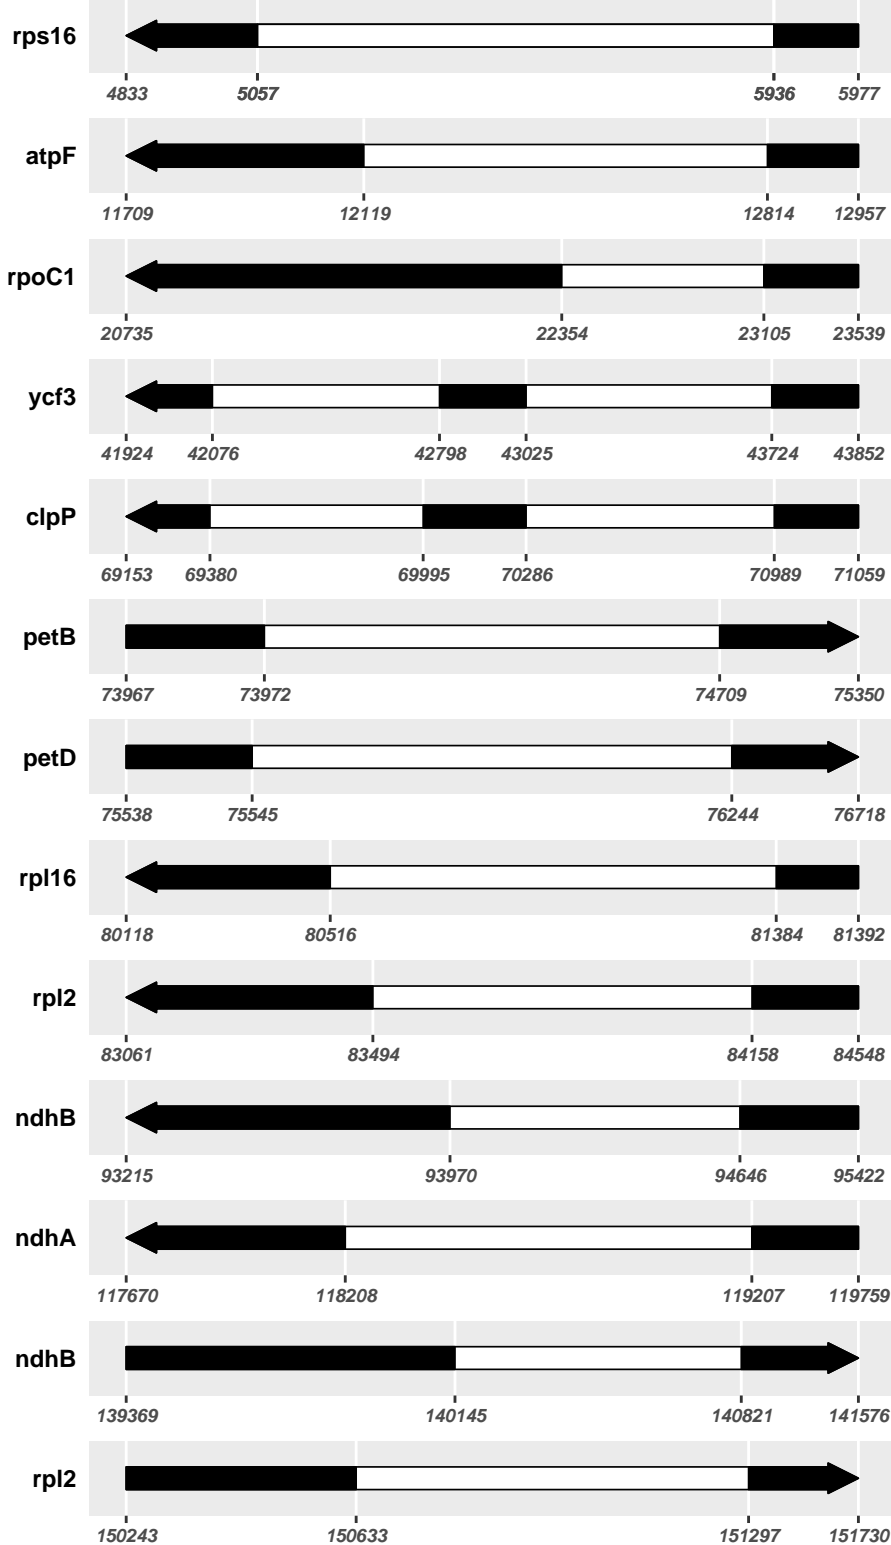 rps16
4833 5057 5936 5977
atpF
11709 12119 12814 12957
rpoC1
20735 22354 23105 23539
ycf3
41924 42076 42798 43025 43724 43852
clpP
69153 69380 69995 70286 70989 71059
petB
73967 73972 74709 75350
petD
75538 75545 76244 76718
rpl16
80118 80516 81384 81392
rpl2
83061 83494 84158 84548
ndhB
93215 93970 94646 95422
ndhA
117670 118208 119207 119759
ndhB
139369 140145 140821 141576
rpl2
150243 150633 151297 151730